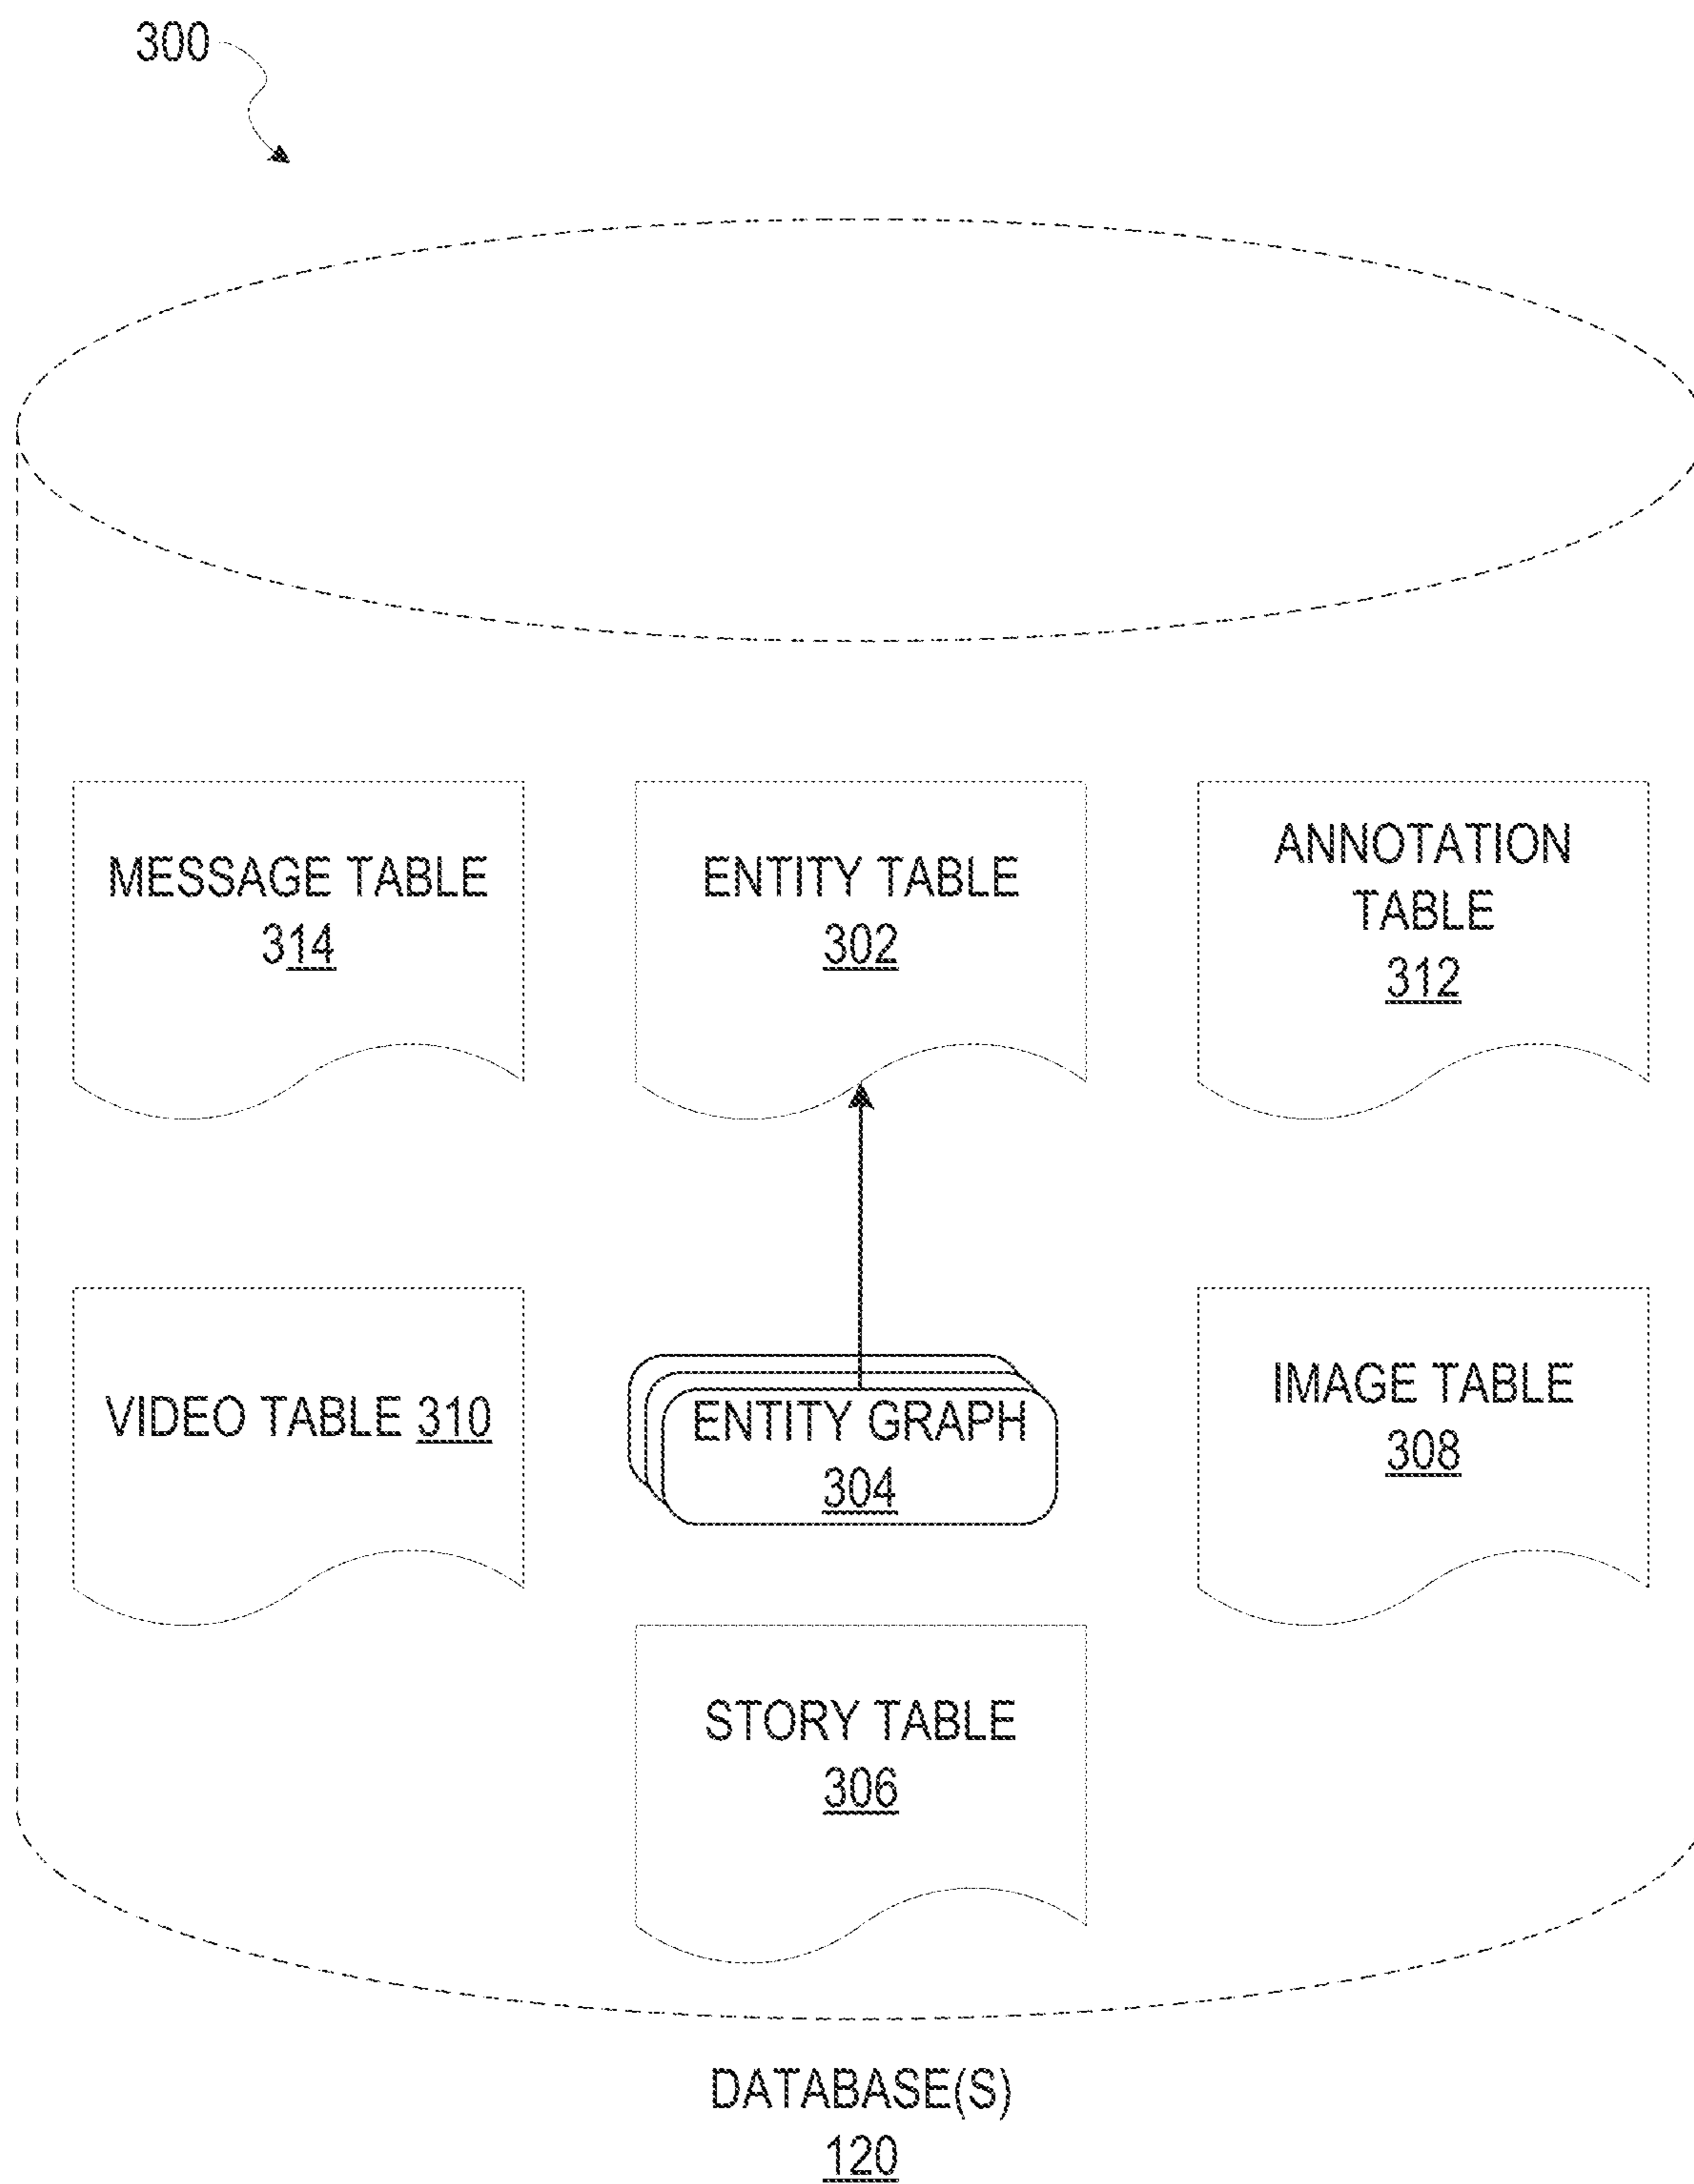 300
MESSAGE TABLE
314
ENTITY TABLE
302
ANNOTATION
TABLE
312
VIDEO TABLE 310
ENTITY GRAPH
304
IMAGE TABLE
308
STORY TABLE
306
DATABASE(S)
120